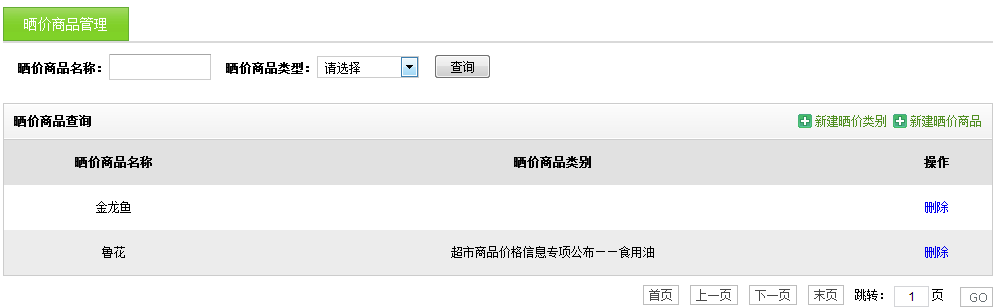 晒价商品管理
晒价商品名称： 晒价商品类型： 请选择 查询
晒价商品查询 新建晒价类别 新建晒价商品
晒价商品名称 晒价商品类别 操作
金龙鱼 删除
鲁花 超市商品价格信息专项公布－－食用油 删除
首页 上一页 下一页 末页 跳转： 1 页 GO